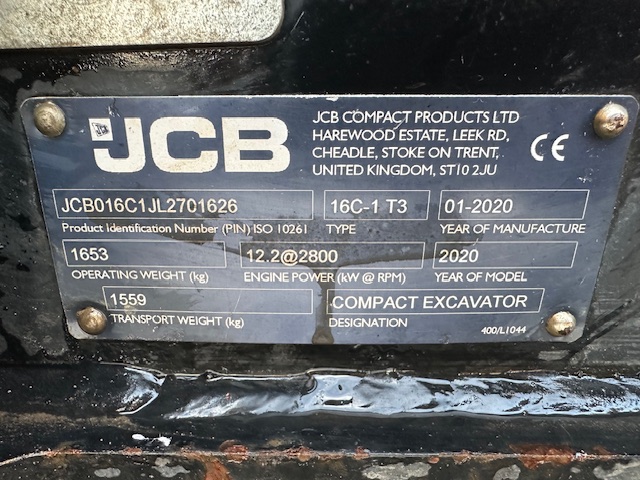 JCB
JCB COMPACT PRODUCTS LTD
HAREWOOD ESTATE, LEEK RD,
CHEADLE, STOKE ON TRENT,
UNITED KINGDOM, ST10 2JU
CE
JCB016C1JL2701626
16C-1 T3
01-2020
Product Identification Number (PIN) ISO 10261
TYPE
YEAR OF MANUFACTURE
1653
12.2@2800
2020
OPERATING WEIGHT (kg)
ENGINE POWER (kW @ RPM)
YEAR OF MODEL
1559
COMPACT EXCAVATOR
TRANSPORT WEIGHT (kg)
DESIGNATION
400/L1044